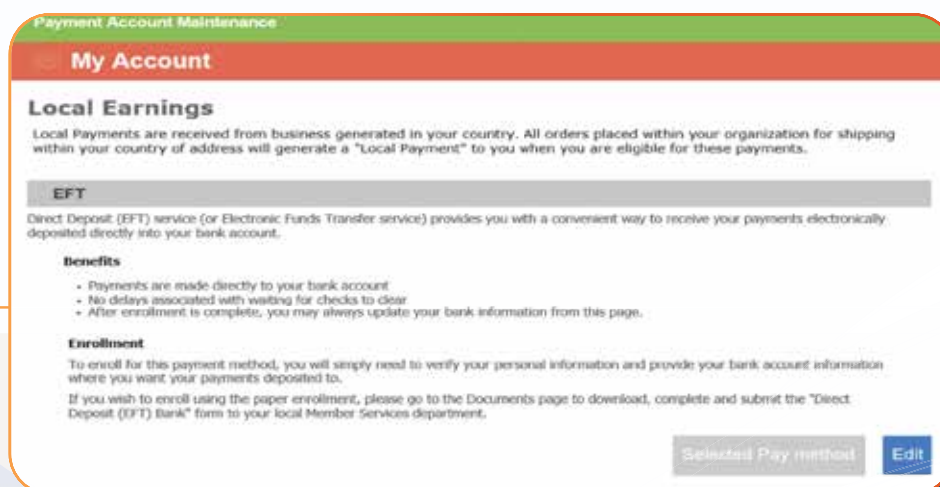 Payment Account Maintenance
My Account
Local Earnings
Local Payments are received from business generated in your country. All orders placed within your organization for shipping
within your country of address will generate a "Local Payment" to you when you are eligible for these payments.
EFT
Direct Deposit (EFT) service (or Electronic Funds Transfer service) provides you with a convenient way to receive your payments electronically
deposited directly into your bank account.
Benefits
• Payments are made directly to your bank account
• No delays associated with waiting for checks to clear
• After enrollment is complete, you may always update your bank information from this page.
Enrollment
To enroll for this payment method, you will simply need to verify your personal information and provide your bank account information
where you want your payments deposited to.
If you wish to enroll using the paper enrollment, please go to the Documents page to download, complete and submit the "Direct
Deposit (EFT) Bank" form to your local Member Services department.
Selected Pay method
Edit